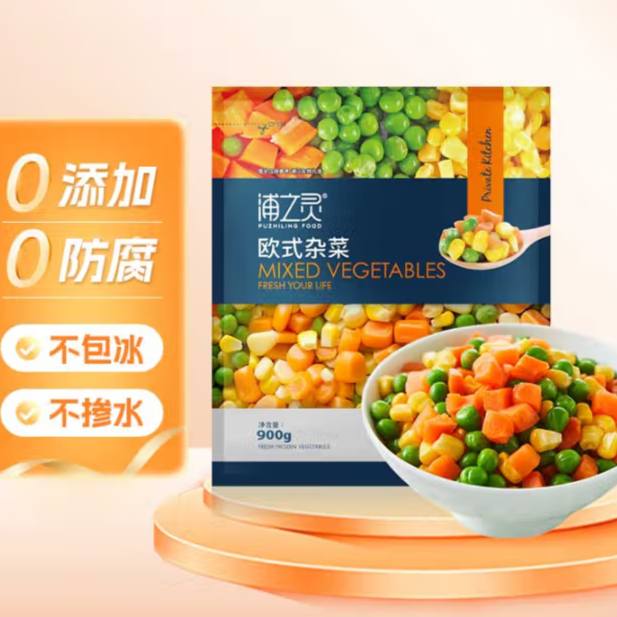 0添加
0防腐
不包冰
不掺水
Private Kitchen
浦之灵®
PUZHILING FOOD
欧式杂菜
MIXED VEGETABLES
FRESH YOUR LIFE
净含量:
900g
FRESH FROZEN VEGETABLES